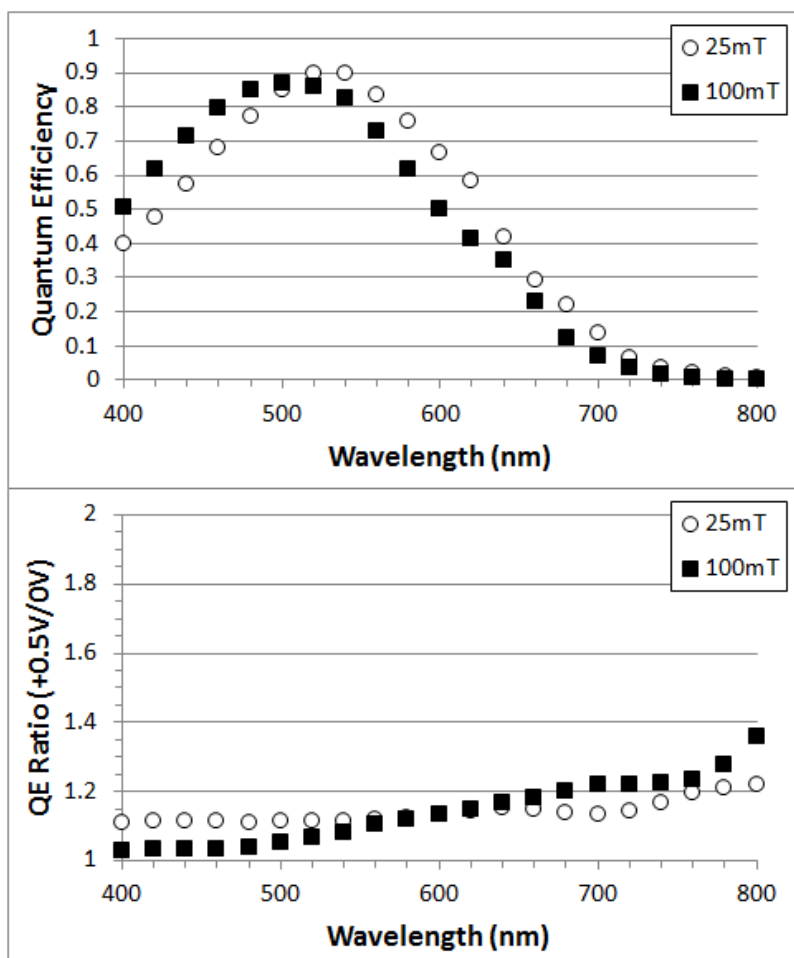 1
0.9
0.8
0.7
0.6
0.5
0.4
0.3
0.2
0.1
0
Quantum Efficiency
25mT
100mT
400 500 600 700 800
Wavelength (nm)
2
1.8
1.6
1.4
1.2
1
QE Ratio (+0.5V/0V)
25mT
100mT
400 500 600 700 800
Wavelength (nm)